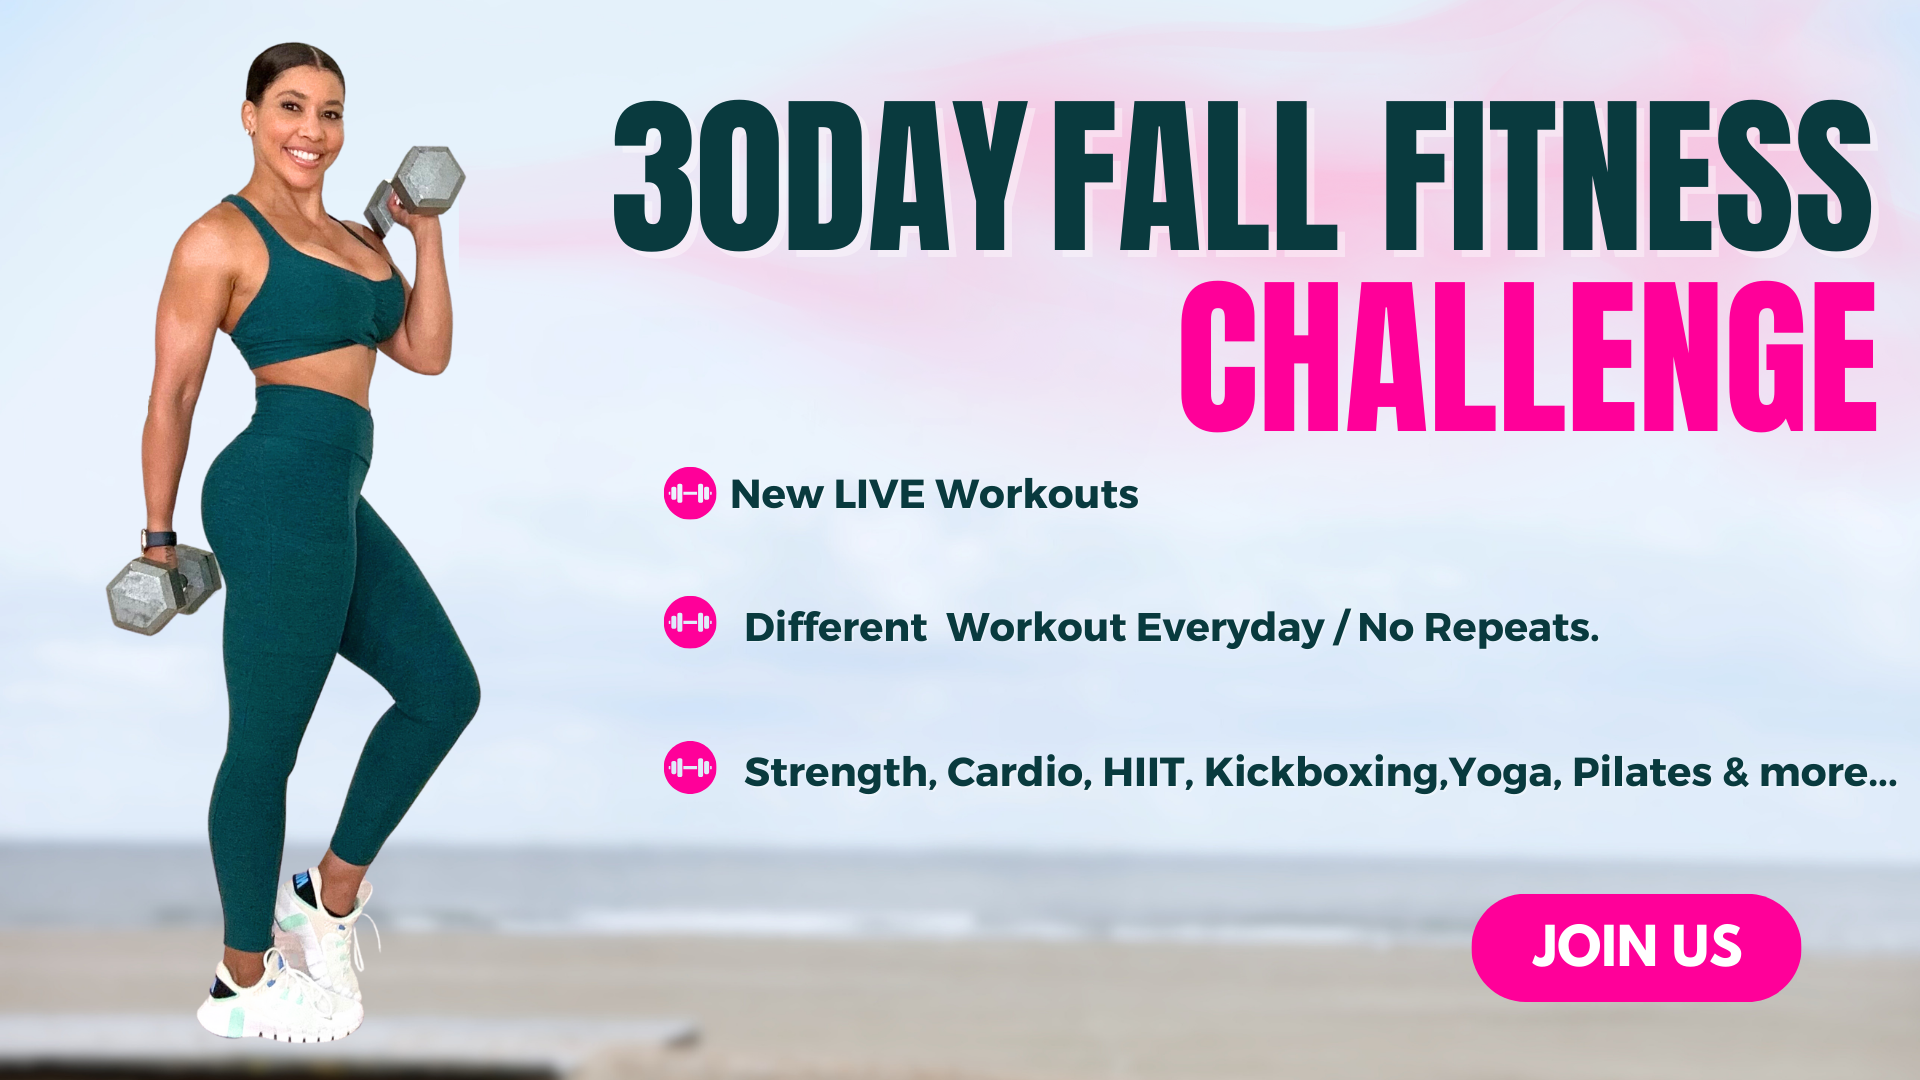 30DAY FALL FITNESS
CHALLENGE
New LIVE Workouts
Different  Workout Everyday / No Repeats.
Strength, Cardio, HIIT, Kickboxing,Yoga, Pilates & more...
JOIN US